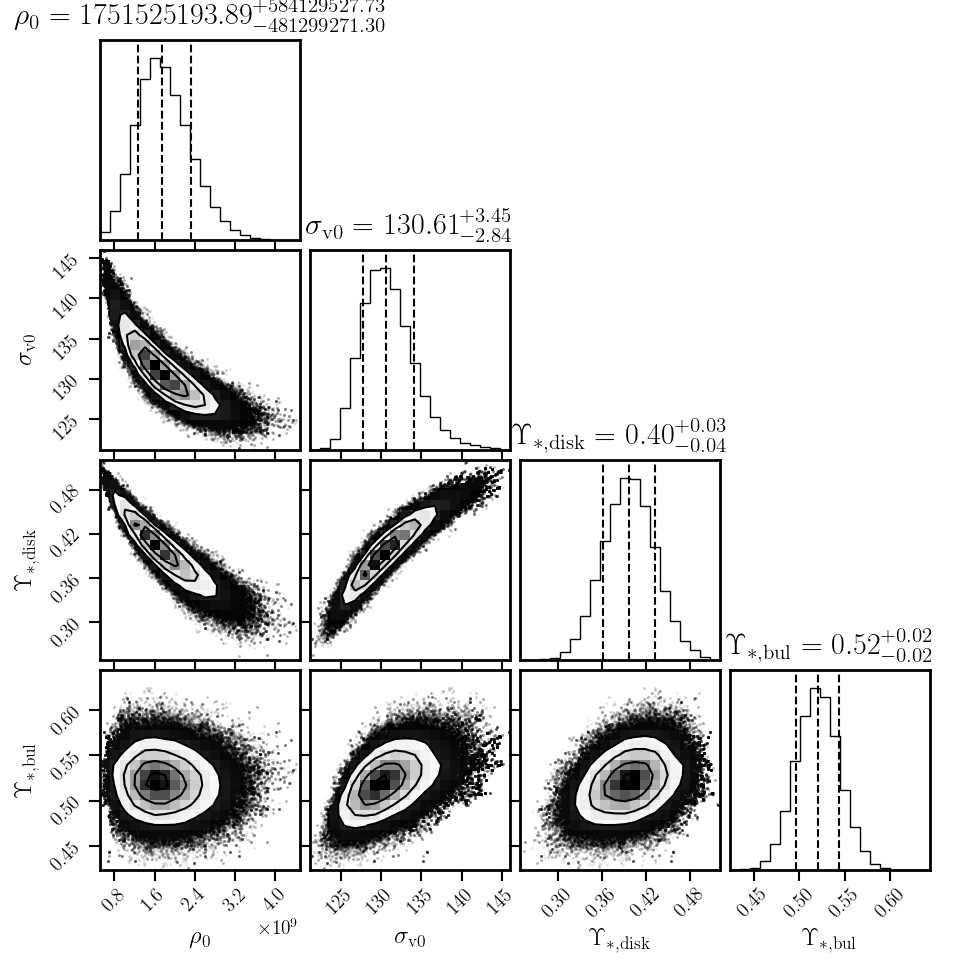 ρ₀ = 1751525193.89 +584129527.73 −481299271.30
σᵥ₀ = 130.61 +3.45 −2.84
145
140
135
130
125
σᵥ₀
ϒ*,disk = 0.40 +0.03 −0.04
0.48
0.42
0.36
0.30
ϒ*,disk
ϒ*,bul = 0.52 +0.02 −0.02
0.60
0.55
0.50
0.45
ϒ*,bul
0.8 1.6 2.4 3.2 4.0
×10⁹
ρ₀
125 130 135 140 145
σᵥ₀
0.30 0.36 0.42 0.48
ϒ*,disk
0.45 0.50 0.55 0.60
ϒ*,bul